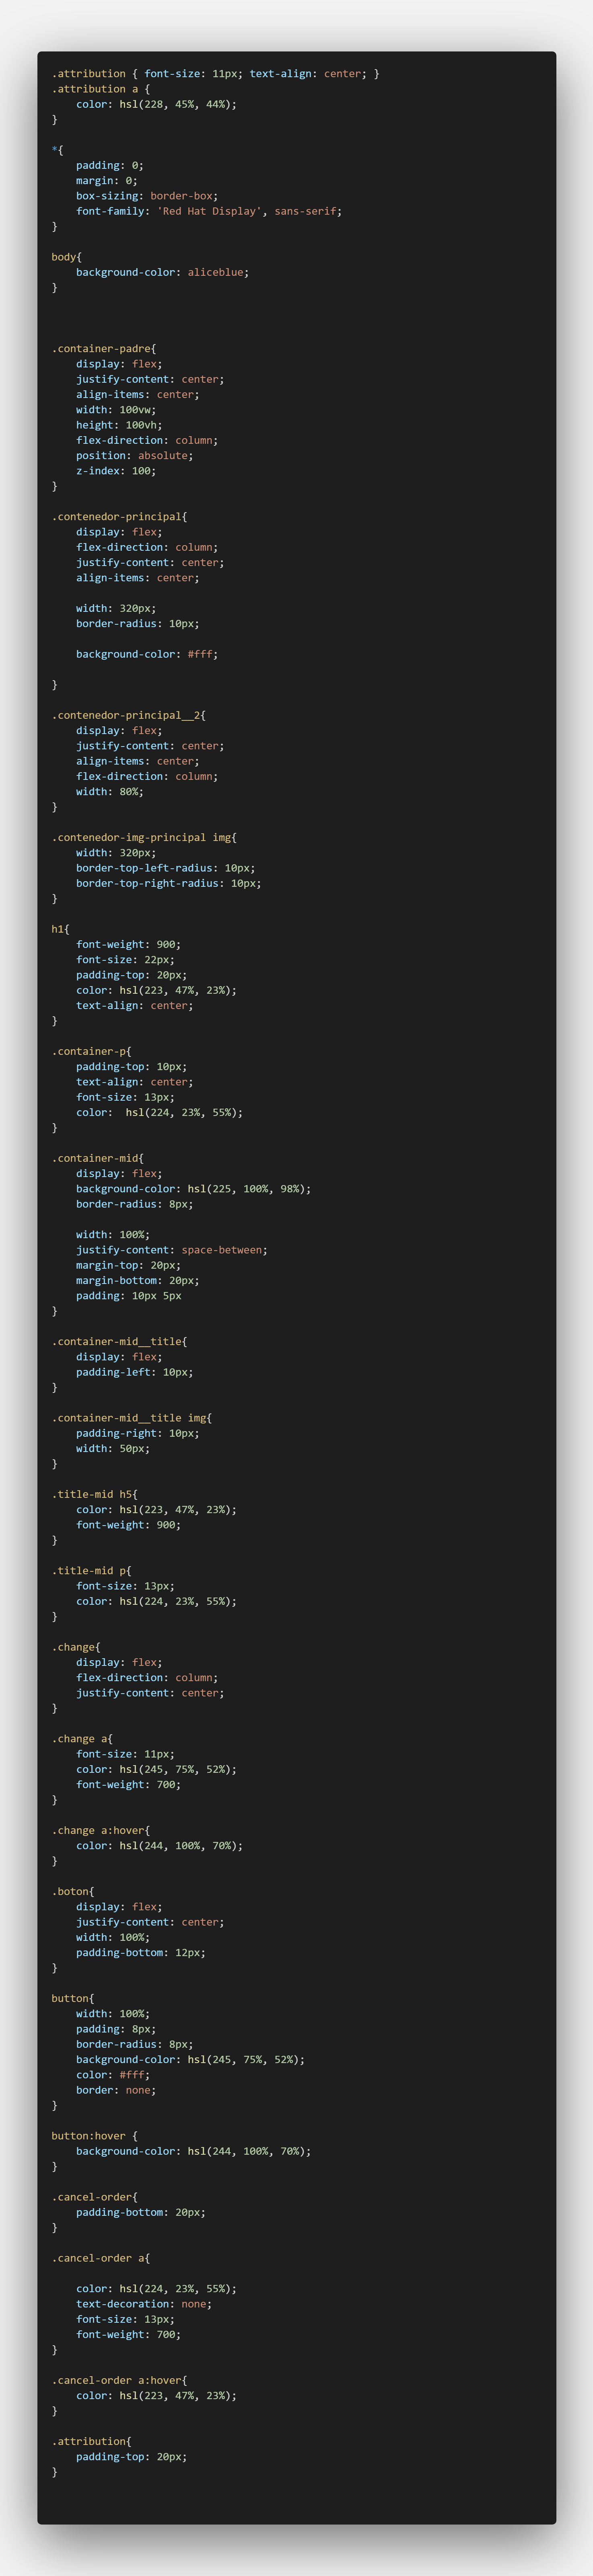 .attribution { font-size: 11px; text-align: center; }
.attribution a {
    color: hsl(228, 45%, 44%);
}

*{
    padding: 0;
    margin: 0;
    box-sizing: border-box;
    font-family: 'Red Hat Display', sans-serif;
}

body{
    background-color: aliceblue;
}



.container-padre{
    display: flex;
    justify-content: center;
    align-items: center;
    width: 100vw;
    height: 100vh;
    flex-direction: column;
    position: absolute;
    z-index: 100;
}

.contenedor-principal{
    display: flex;
    flex-direction: column;
    justify-content: center;
    align-items: center;

    width: 320px;
    border-radius: 10px;

    background-color: #fff;

}

.contenedor-principal__2{
    display: flex;
    justify-content: center;
    align-items: center;
    flex-direction: column;
    width: 80%;
}

.contenedor-img-principal img{
    width: 320px;
    border-top-left-radius: 10px;
    border-top-right-radius: 10px;
}

h1{
    font-weight: 900;
    font-size: 22px;
    padding-top: 20px;
    color: hsl(223, 47%, 23%);
    text-align: center;
}

.container-p{
    padding-top: 10px;
    text-align: center;
    font-size: 13px;
    color:  hsl(224, 23%, 55%);
}

.container-mid{
    display: flex;
    background-color: hsl(225, 100%, 98%);
    border-radius: 8px;

    width: 100%;
    justify-content: space-between;
    margin-top: 20px;
    margin-bottom: 20px;
    padding: 10px 5px
}

.container-mid__title{
    display: flex;
    padding-left: 10px;
}

.container-mid__title img{
    padding-right: 10px;
    width: 50px;
}

.title-mid h5{
    color: hsl(223, 47%, 23%);
    font-weight: 900;
}

.title-mid p{
    font-size: 13px;
    color: hsl(224, 23%, 55%);
}

.change{
    display: flex;
    flex-direction: column;
    justify-content: center;
}

.change a{
    font-size: 11px;
    color: hsl(245, 75%, 52%);
    font-weight: 700;
}

.change a:hover{
    color: hsl(244, 100%, 70%);
}

.boton{
    display: flex;
    justify-content: center;
    width: 100%;
    padding-bottom: 12px;
}

button{
    width: 100%;
    padding: 8px;
    border-radius: 8px;
    background-color: hsl(245, 75%, 52%);
    color: #fff;
    border: none;
}

button:hover {
    background-color: hsl(244, 100%, 70%);
}

.cancel-order{
    padding-bottom: 20px;
}

.cancel-order a{

    color: hsl(224, 23%, 55%);
    text-decoration: none;
    font-size: 13px;
    font-weight: 700;
}

.cancel-order a:hover{
    color: hsl(223, 47%, 23%);
}

.attribution{
    padding-top: 20px;
}